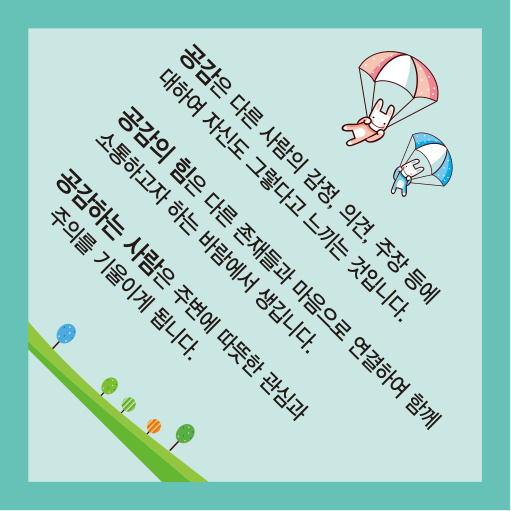 공감은 다른 사람의 감정, 의견, 주장 등에
대하여 자신도 그렇다고 느끼는 것입니다.
공감의 힘은 다른 존재들과 마음으로 연결하여 함께
소통하고자 하는 바람에서 생깁니다.
공감하는 사람은 주변에 따뜻한 관심과
주의를 기울이게 됩니다.